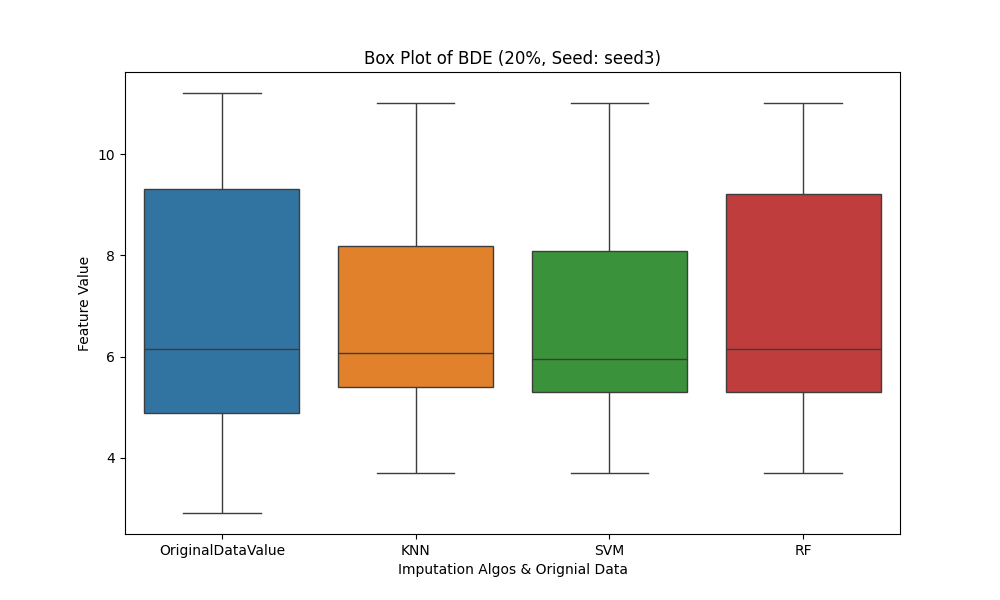 Box Plot of BDE (20%, Seed: seed3)
Feature Value
10
8
6
4
OriginalDataValue
KNN
SVM
RF
Imputation Algos & Orignial Data